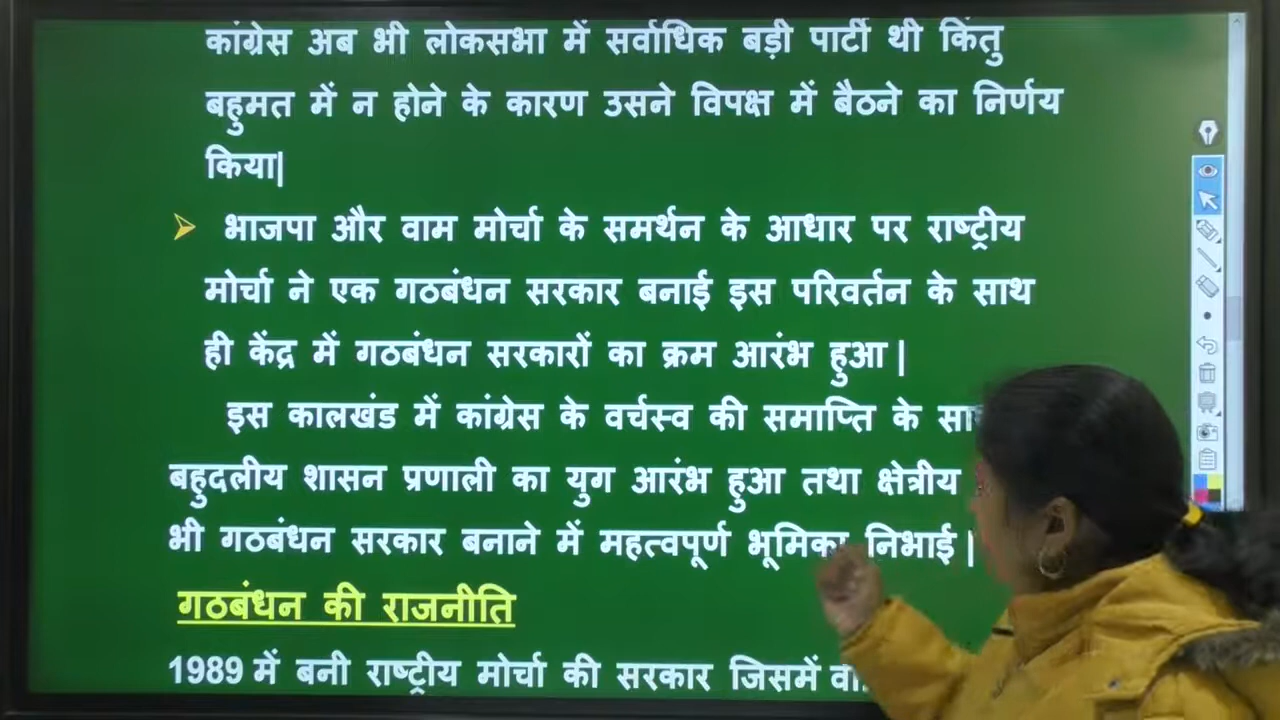 कांग्रेस अब भी लोकसभा में सर्वाधिक बड़ी पार्टी थी किंतु
बहुमत में न होने के कारण उसने विपक्ष में बैठने का निर्णय
किया|
➢ भाजपा और वाम मोर्चा के समर्थन के आधार पर राष्ट्रीय
मोर्चा ने एक गठबंधन सरकार बनाई इस परिवर्तन के साथ
ही केंद्र में गठबंधन सरकारों का क्रम आरंभ हुआ |
इस कालखंड में कांग्रेस के वर्चस्व की समाप्ति के
बहुदलीय शासन प्रणाली का युग आरंभ हुआ तथा क्षेत्रीय
भी गठबंधन सरकार बनाने में महत्वपूर्ण भूमिका निभाई |
गठबंधन की राजनीति
1989 में बनी राष्ट्रीय मोर्चा की सरकार जिसमें